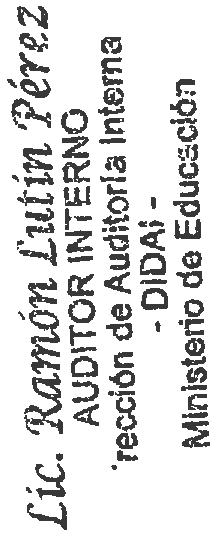 Lic. Ramón Lutín Pérez
AUDITOR INTERNO
rección de Auditoría Interna
- DIDAI -
Ministerio de Educación